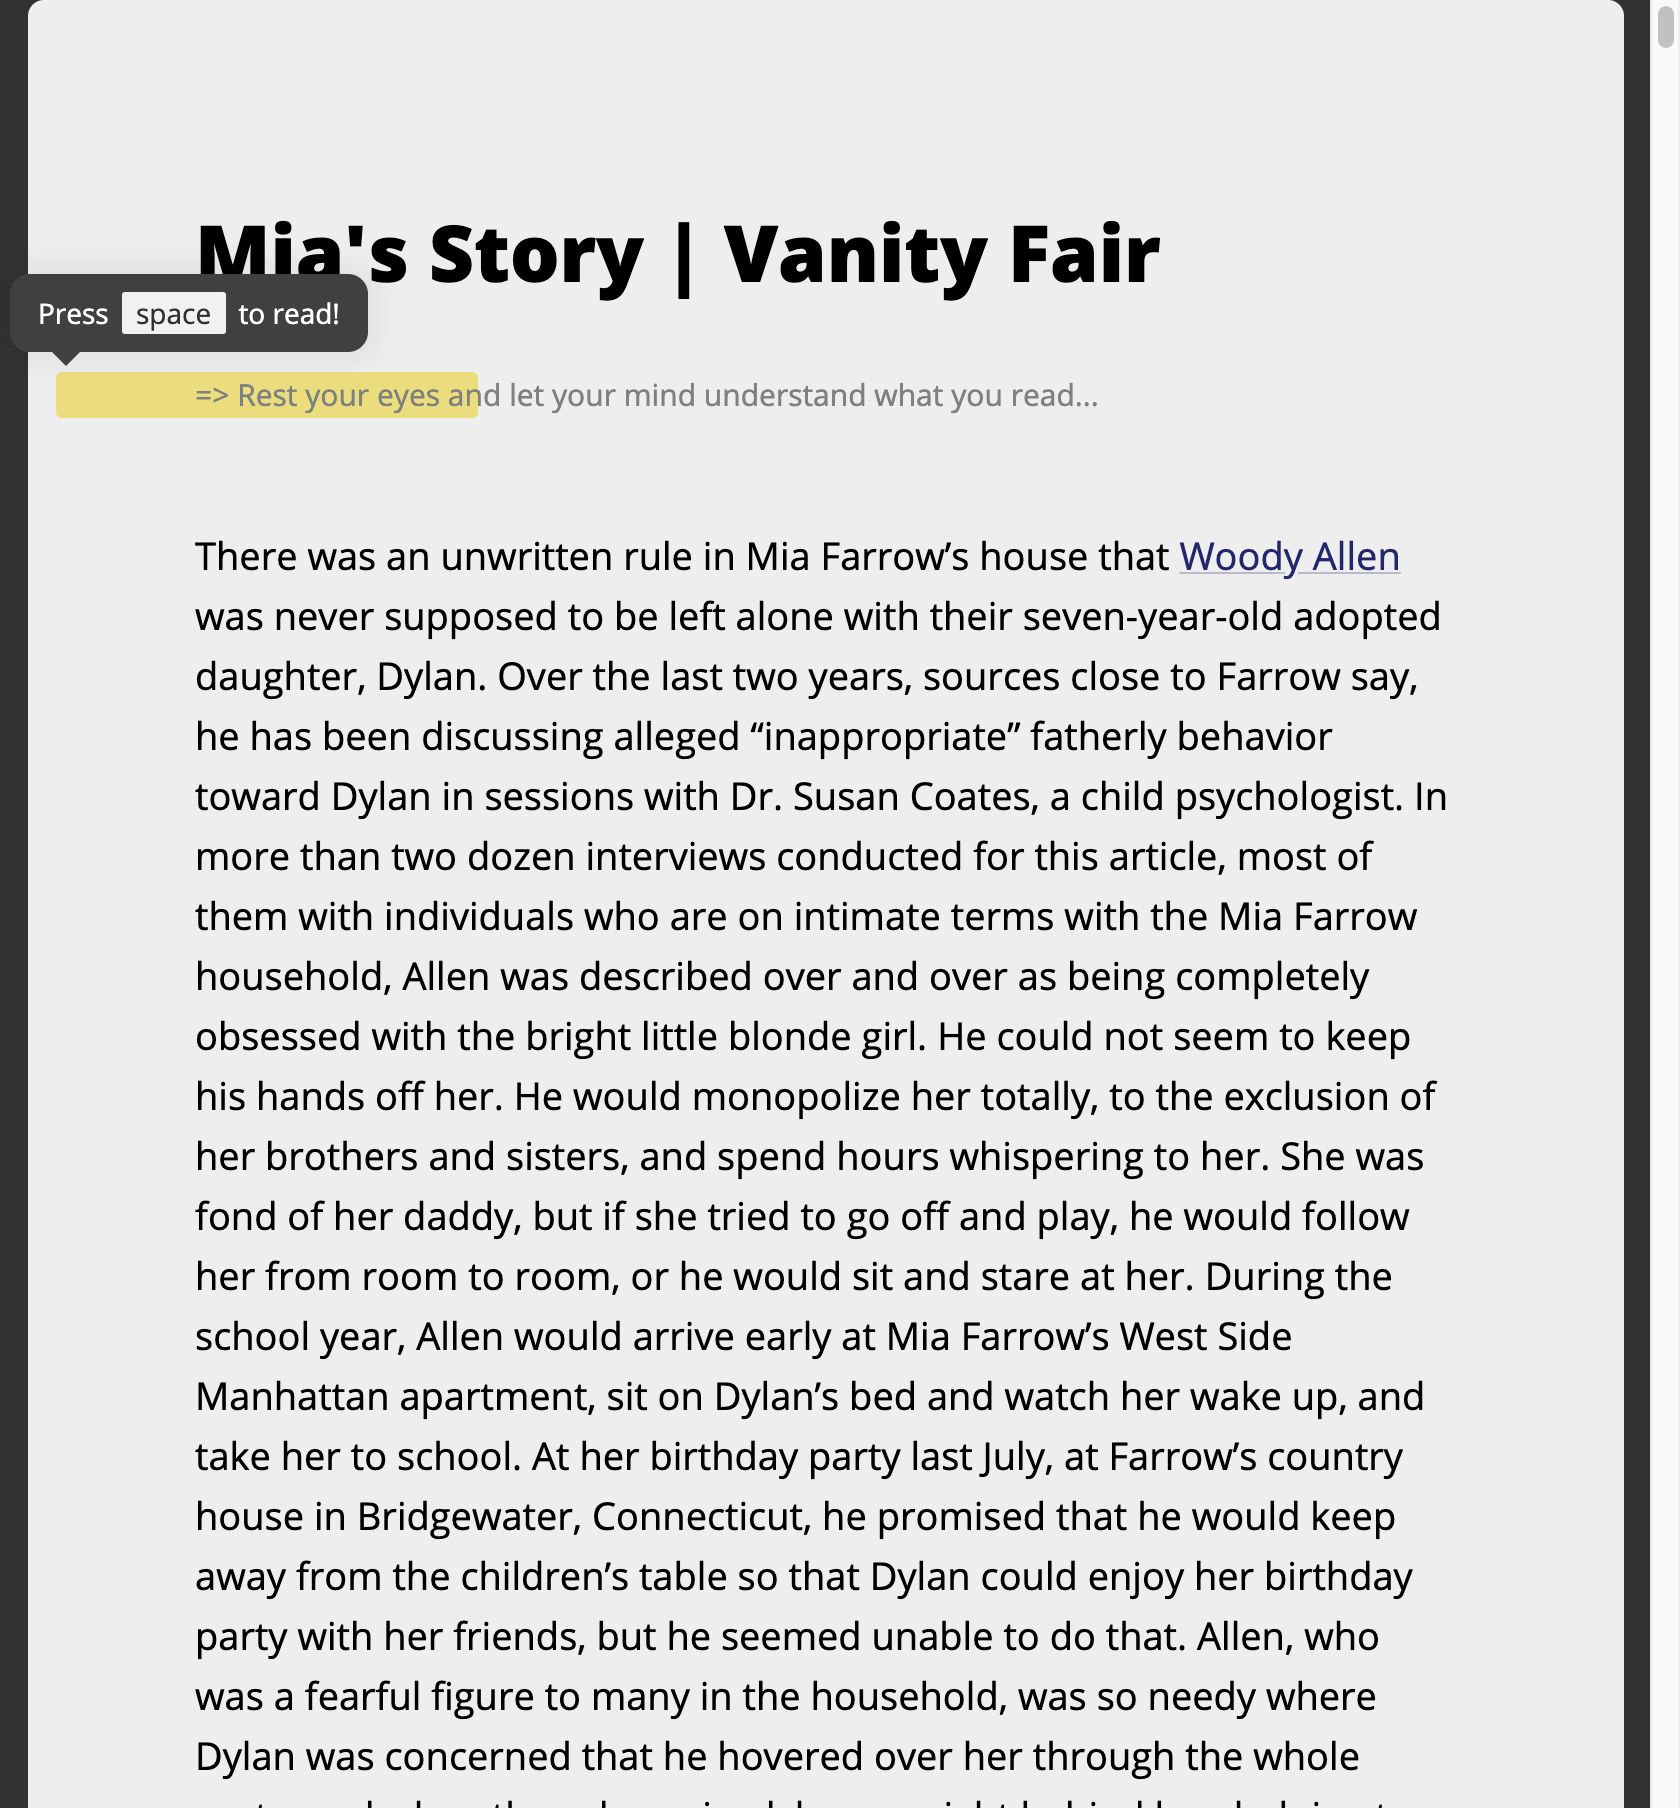 Mia's Story | Vanity Fair
Press space to read!
=> Rest your eyes and let your mind understand what you read...
There was an unwritten rule in Mia Farrow’s house that Woody Allen
was never supposed to be left alone with their seven-year-old adopted
daughter, Dylan. Over the last two years, sources close to Farrow say,
he has been discussing alleged “inappropriate” fatherly behavior
toward Dylan in sessions with Dr. Susan Coates, a child psychologist. In
more than two dozen interviews conducted for this article, most of
them with individuals who are on intimate terms with the Mia Farrow
household, Allen was described over and over as being completely
obsessed with the bright little blonde girl. He could not seem to keep
his hands off her. He would monopolize her totally, to the exclusion of
her brothers and sisters, and spend hours whispering to her. She was
fond of her daddy, but if she tried to go off and play, he would follow
her from room to room, or he would sit and stare at her. During the
school year, Allen would arrive early at Mia Farrow’s West Side
Manhattan apartment, sit on Dylan’s bed and watch her wake up, and
take her to school. At her birthday party last July, at Farrow’s country
house in Bridgewater, Connecticut, he promised that he would keep
away from the children’s table so that Dylan could enjoy her birthday
party with her friends, but he seemed unable to do that. Allen, who
was a fearful figure to many in the household, was so needy where
Dylan was concerned that he hovered over her through the whole